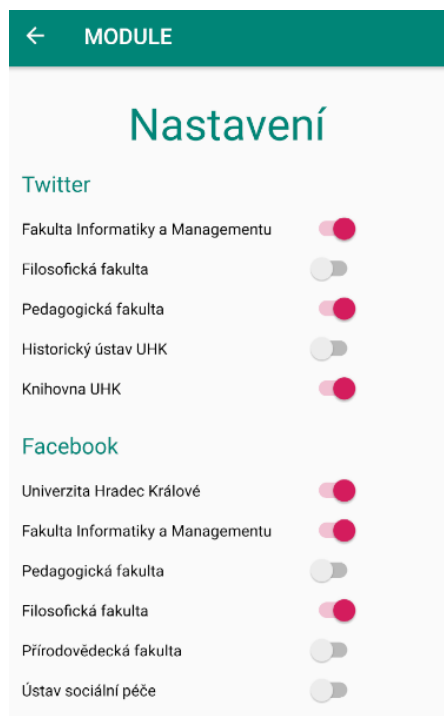 MODULE
Nastavení
Twitter
Fakulta Informatiky a Managementu
Filosofická fakulta
Pedagogická fakulta
Historický ústav UHK
Knihovna UHK
Facebook
Univerzita Hradec Králové
Fakulta Informatiky a Managementu
Pedagogická fakulta
Filosofická fakulta
Přírodovědecká fakulta
Ústav sociální péče